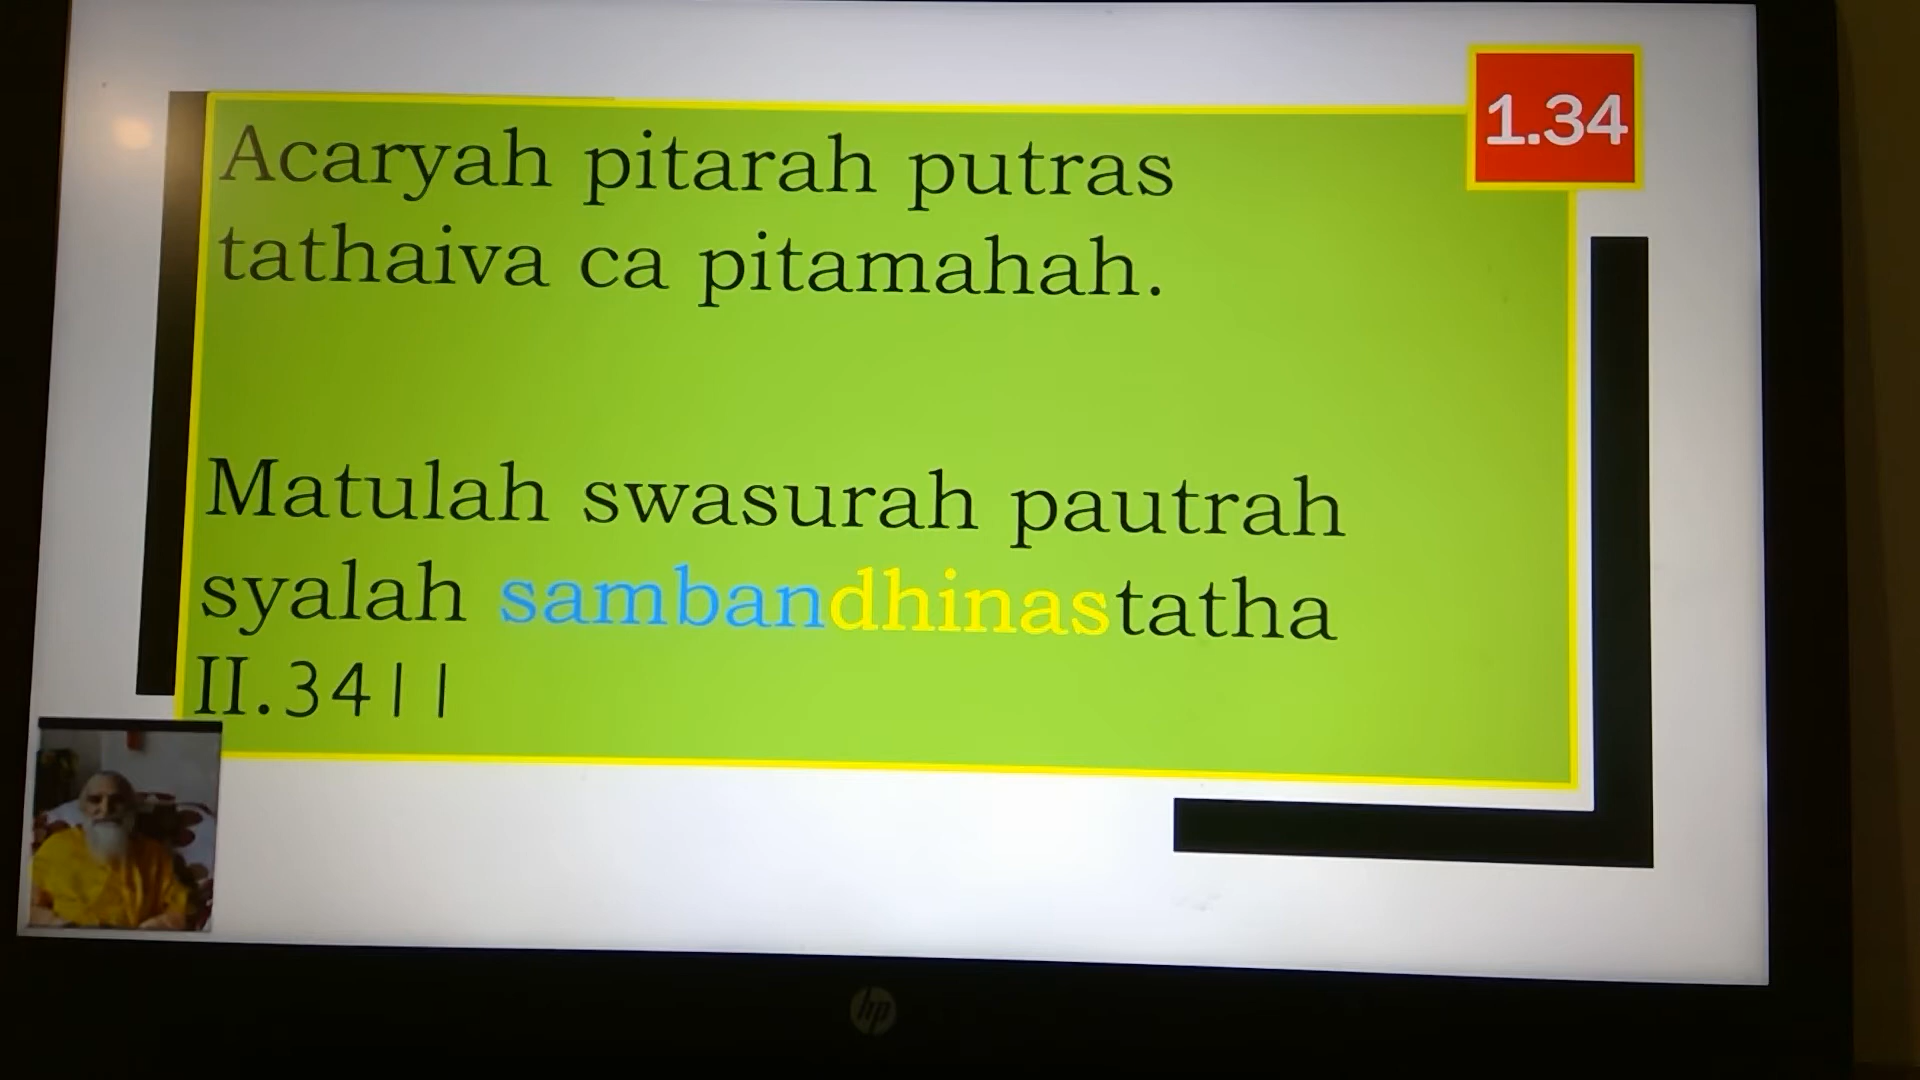 1.34
Acaryah pitarah putras
tathaiva ca pitamahah.
Matulah swasurah pautrah
syalah sambandhinastatha
II.34||
hp